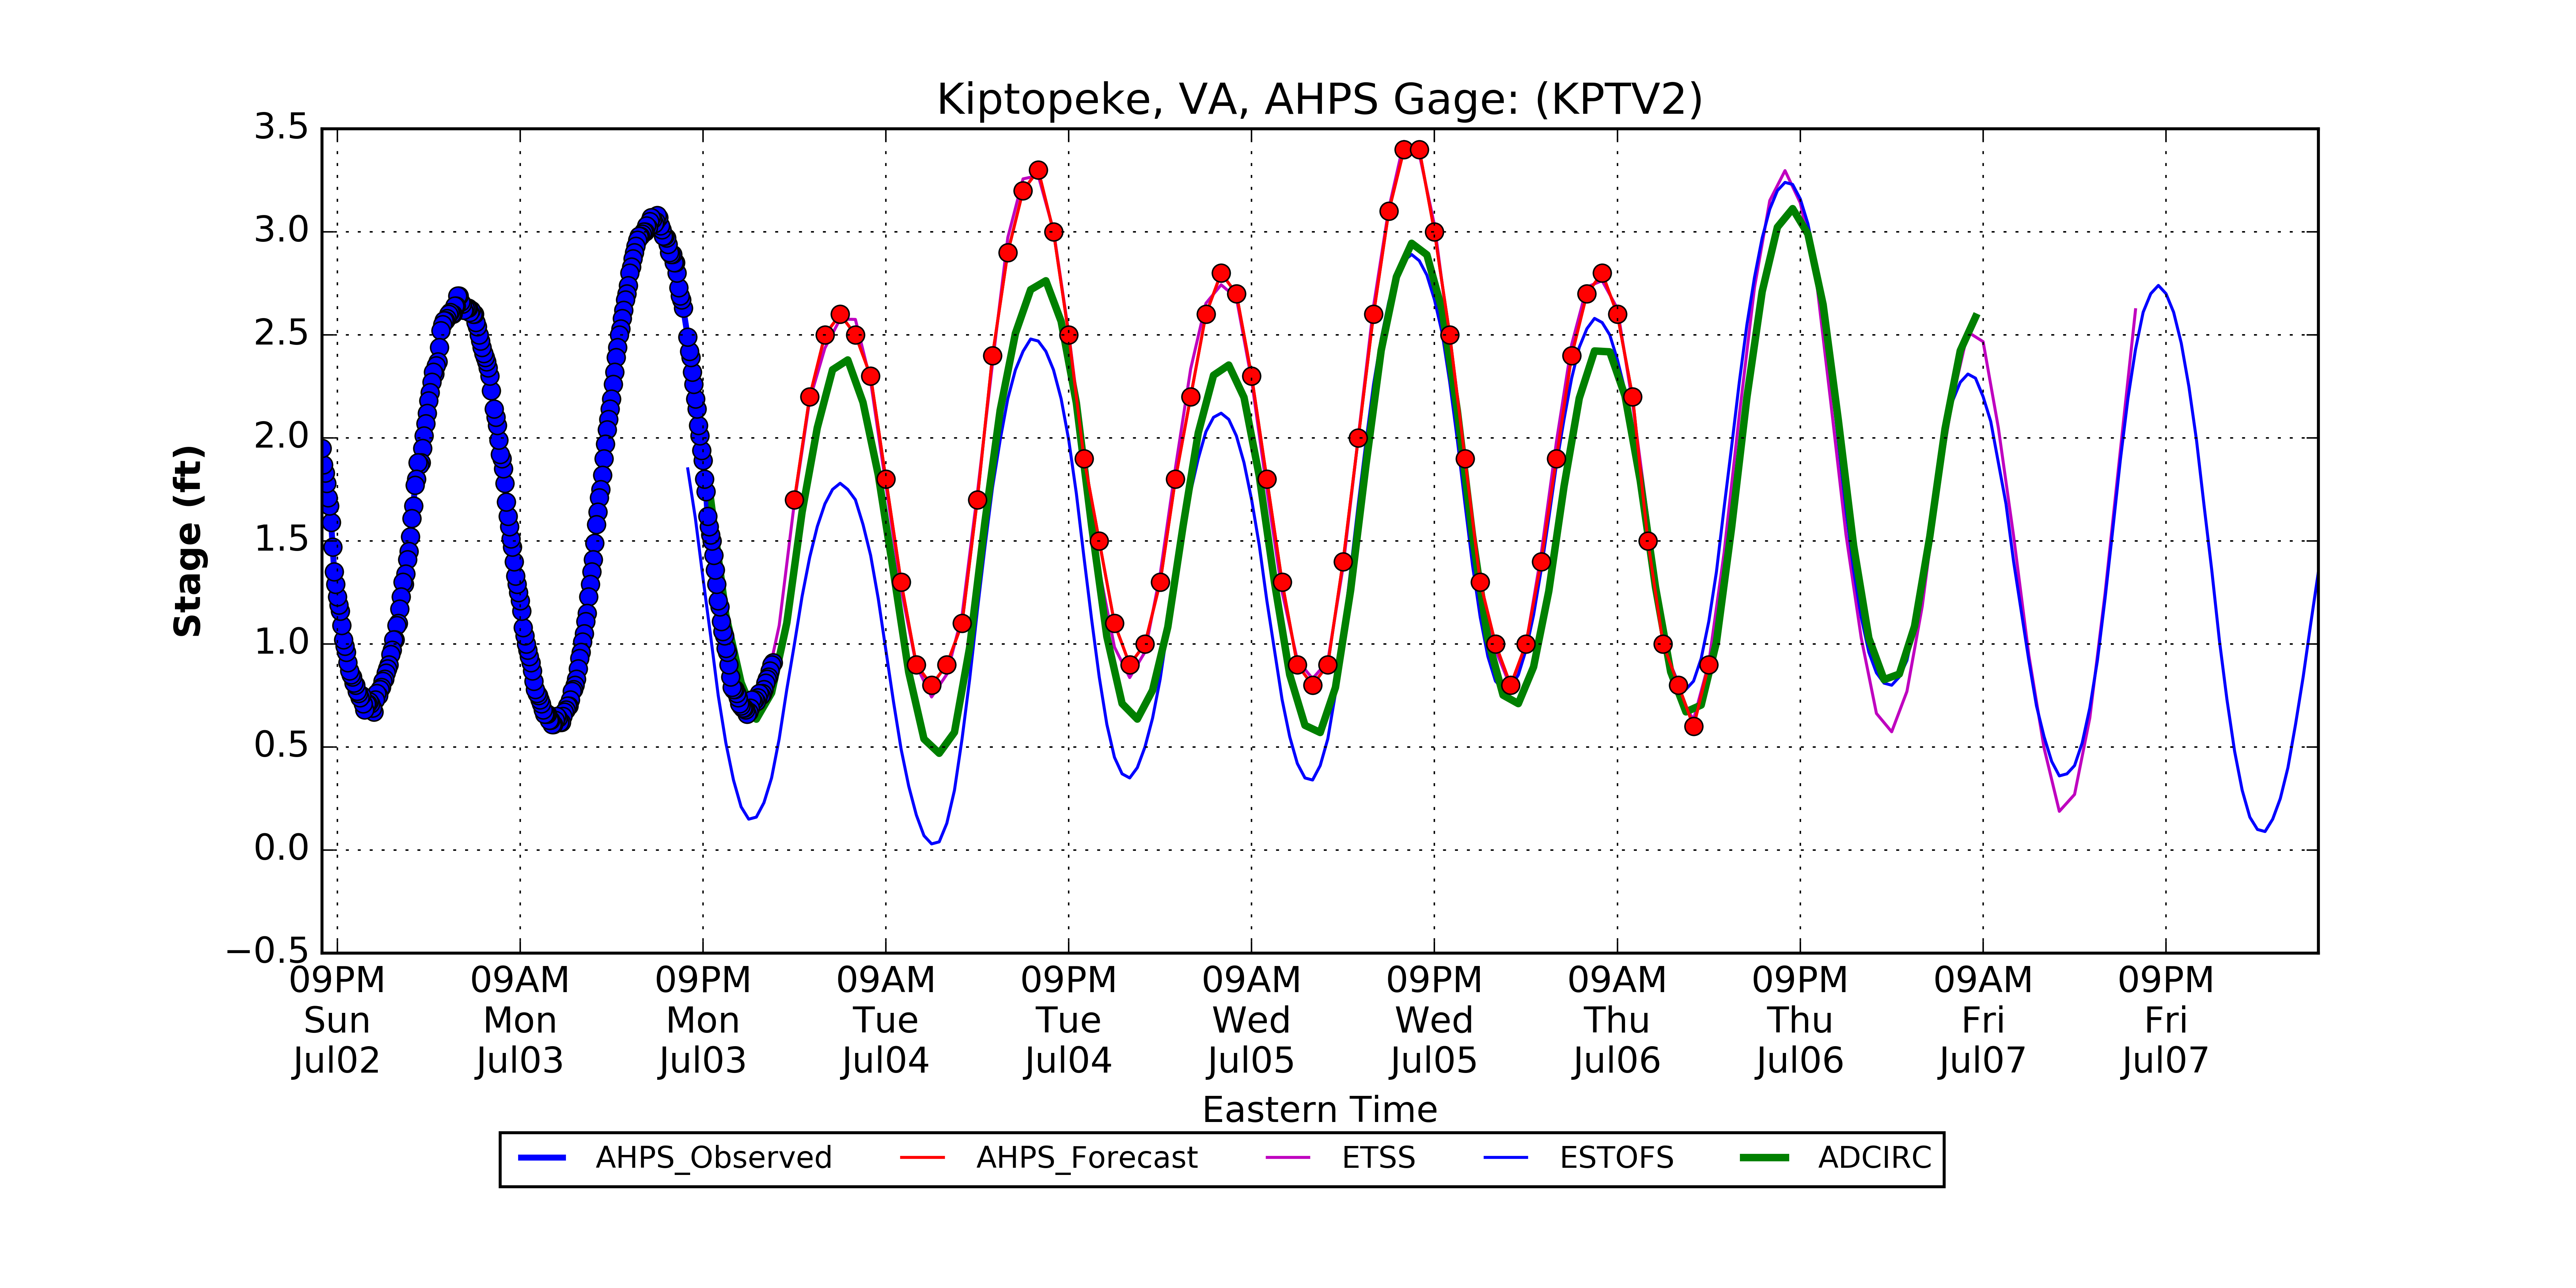 Kiptopeke, VA, AHPS Gage: (KPTV2)
3.5
3.0
2.5
2.0
1.5
1.0
0.5
0.0
−0.5
Stage (ft)
09PM 09AM 09PM 09AM 09PM 09AM 09PM 09AM 09PM 09AM 09PM
Sun Mon Mon Tue Tue Wed Wed Thu Thu Fri Fri
Jul02 Jul03 Jul03 Jul04 Jul04 Jul05 Jul05 Jul06 Jul06 Jul07 Jul07
Eastern Time
AHPS_Observed AHPS_Forecast ETSS ESTOFS ADCIRC